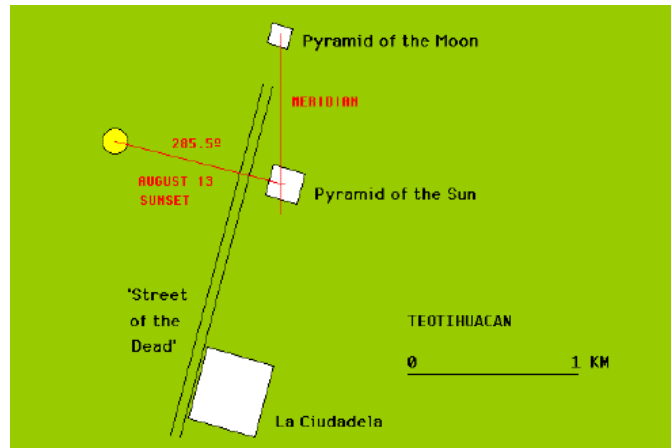 Pyramid of the Moon
MERIDIAN
285.5º
AUGUST 13
SUNSET
Pyramid of the Sun
'Street
of the
Dead'
TEOTIHUACAN
0 1 KM
La Ciudadela